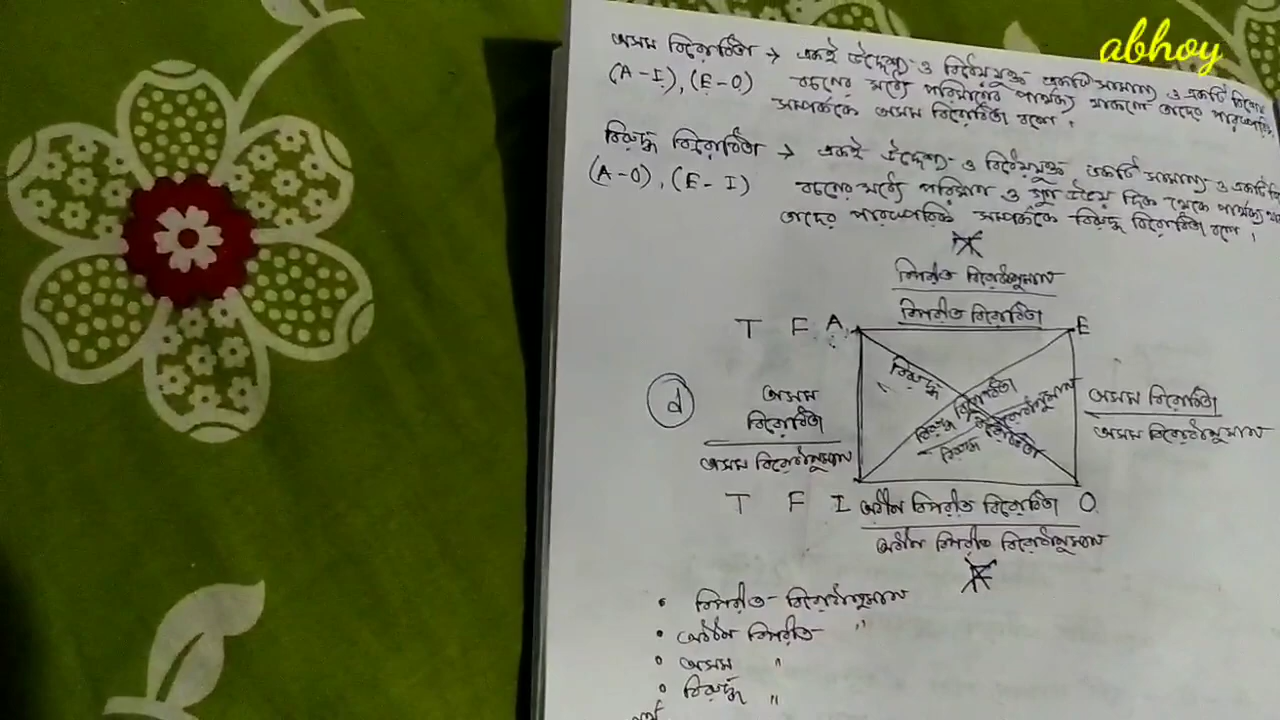 abhoy
অসম বিরোধিতা → একই উদ্দেশ্য ও বিধেয়যুক্ত একটি সামান্য ও একটি বিশেষ
(A-I), (E-O) বচনের মধ্যে পরিমাণের পার্থক্য থাকলে তাদের পারস্পরিক
সম্পর্ককে অসম বিরোধিতা বলে।
বিরুদ্ধ বিরোধিতা → একই উদ্দেশ্য ও বিধেয়যুক্ত একটি সামান্য ও একটি
(A-O), (E-I) বচনের মধ্যে পরিমাণ ও গুণ উভয় দিক থেকে পার্থক্য
তাদের পারস্পরিক সম্পর্ককে বিরুদ্ধ বিরোধিতা বলে।
বিপরীত বিরোধানুমান
বিপরীত বিরোধিতা
T F A E
বিরুদ্ধ বিরোধিতা
বিরুদ্ধ বিরোধিতা
বিরুদ্ধ বিরোধানুমান
d
অসম
বিরোধিতা
অসম বিরোধানুমান
অসম বিরোধিতা
অসম বিরোধানুমান
T F I অধীন বিপরীত বিরোধিতা O
অধীন বিপরীত বিরোধানুমান
• বিপরীত বিরোধানুমান
• অধীন বিপরীত "
• অসম "
• বিরুদ্ধ "